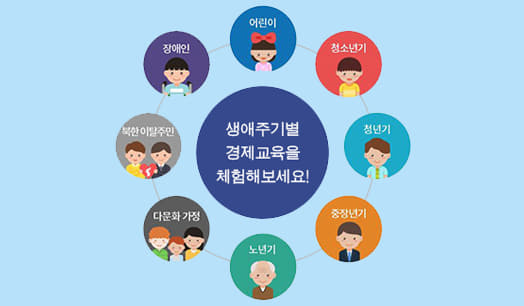 어린이
장애인
청소년기
생애주기별
경제교육을
체험해보세요!
북한이탈주민
청년기
다문화 가정
중장년기
노년기